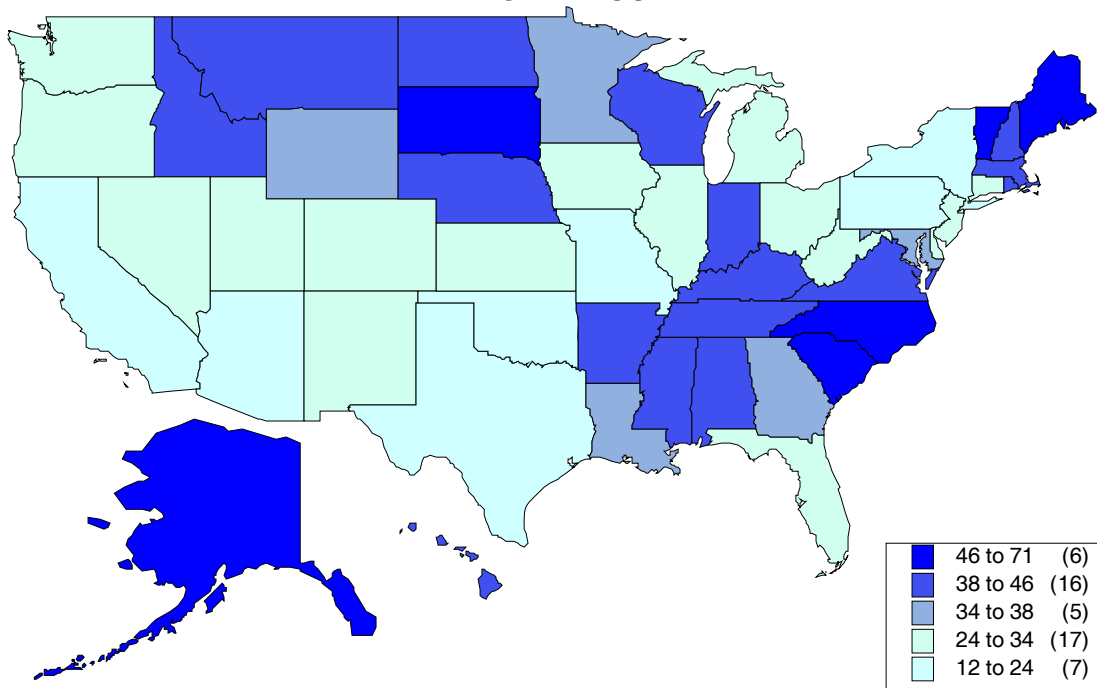 46 to 71 (6)
38 to 46 (16)
34 to 38 (5)
24 to 34 (17)
12 to 24 (7)